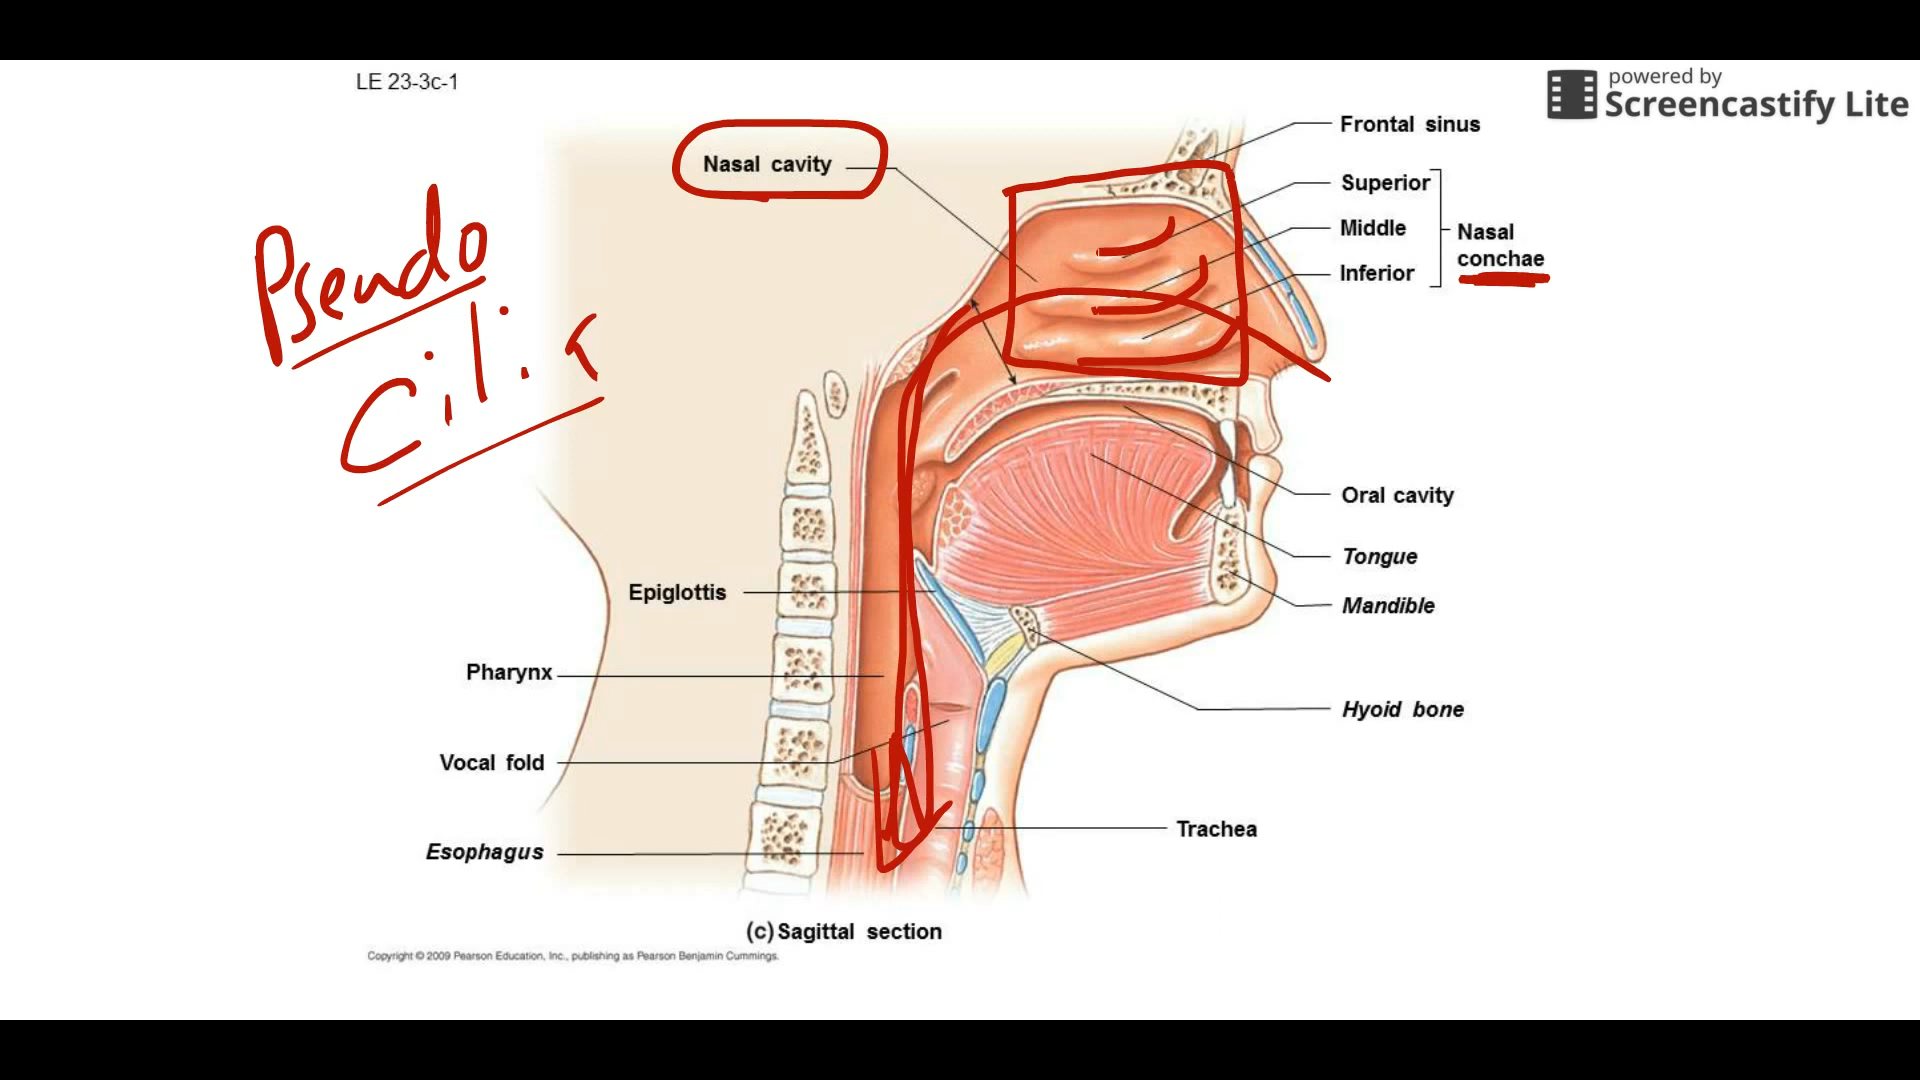 LE 23-3c-1
powered by
Screencastify Lite
Frontal sinus
Nasal cavity
Superior
Middle
Inferior
Nasal
conchae
Pseudo
Oral cavity
Tongue
Epiglottis
Mandible
Pharynx
Hyoid bone
Vocal fold
Trachea
Esophagus
(c) Sagittal section
Copyright © 2009 Pearson Education, Inc., publishing as Pearson Benjamin Cummings.